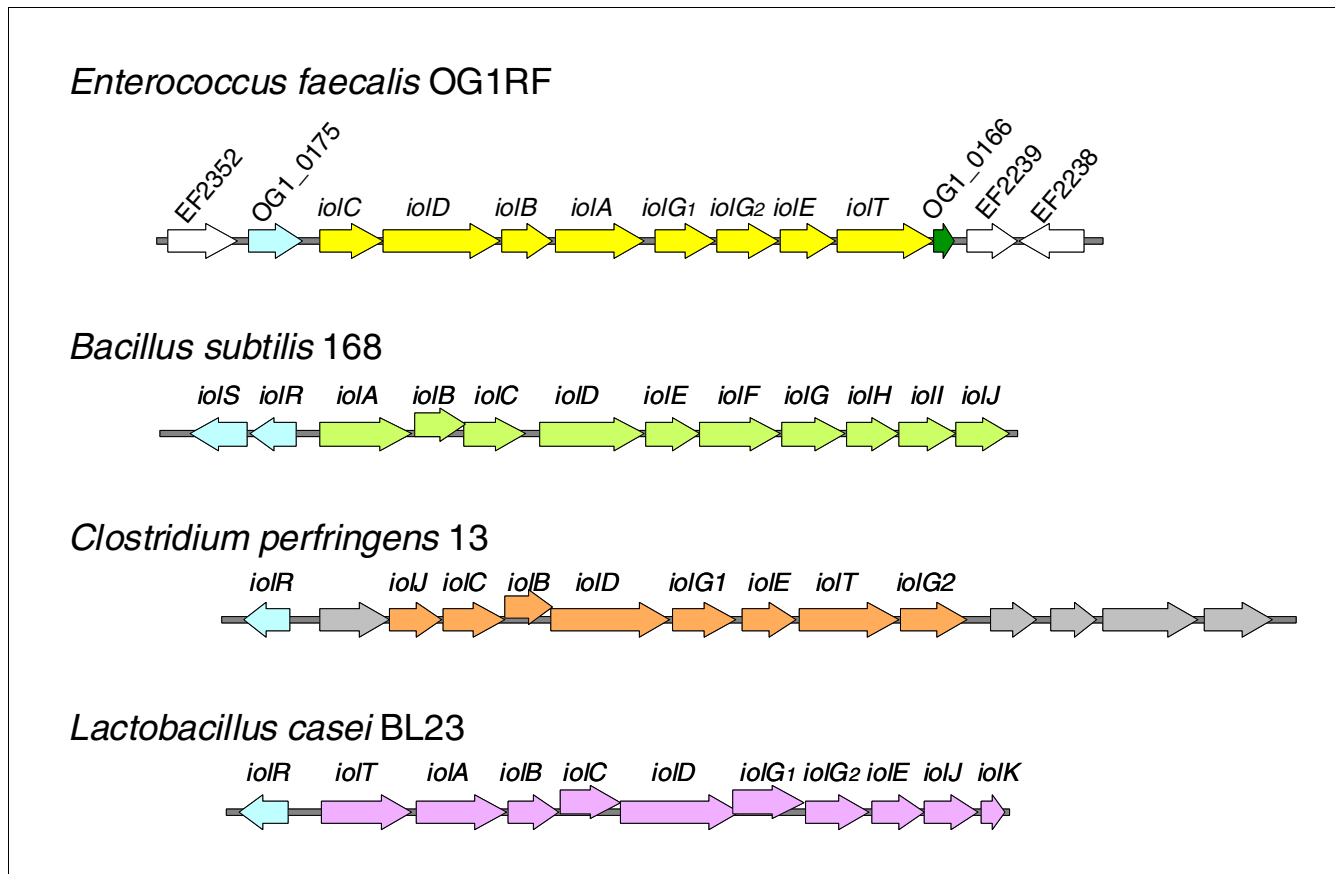 Enterococcus faecalis OG1RF
EF2352 OG1_0175 iolC iolD iolB iolA iolG1 iolG2 iolE iolT OG1_0166 EF2239 EF2238
Bacillus subtilis 168
iolS iolR iolA iolB iolC iolD iolE iolF iolG iolH iolI iolJ
Clostridium perfringens 13
iolR iolJ iolC iolB iolD iolG1 iolE iolT iolG2
Lactobacillus casei BL23
iolR iolT iolA iolB iolC iolD iolG1 iolG2 iolE iolJ iolK